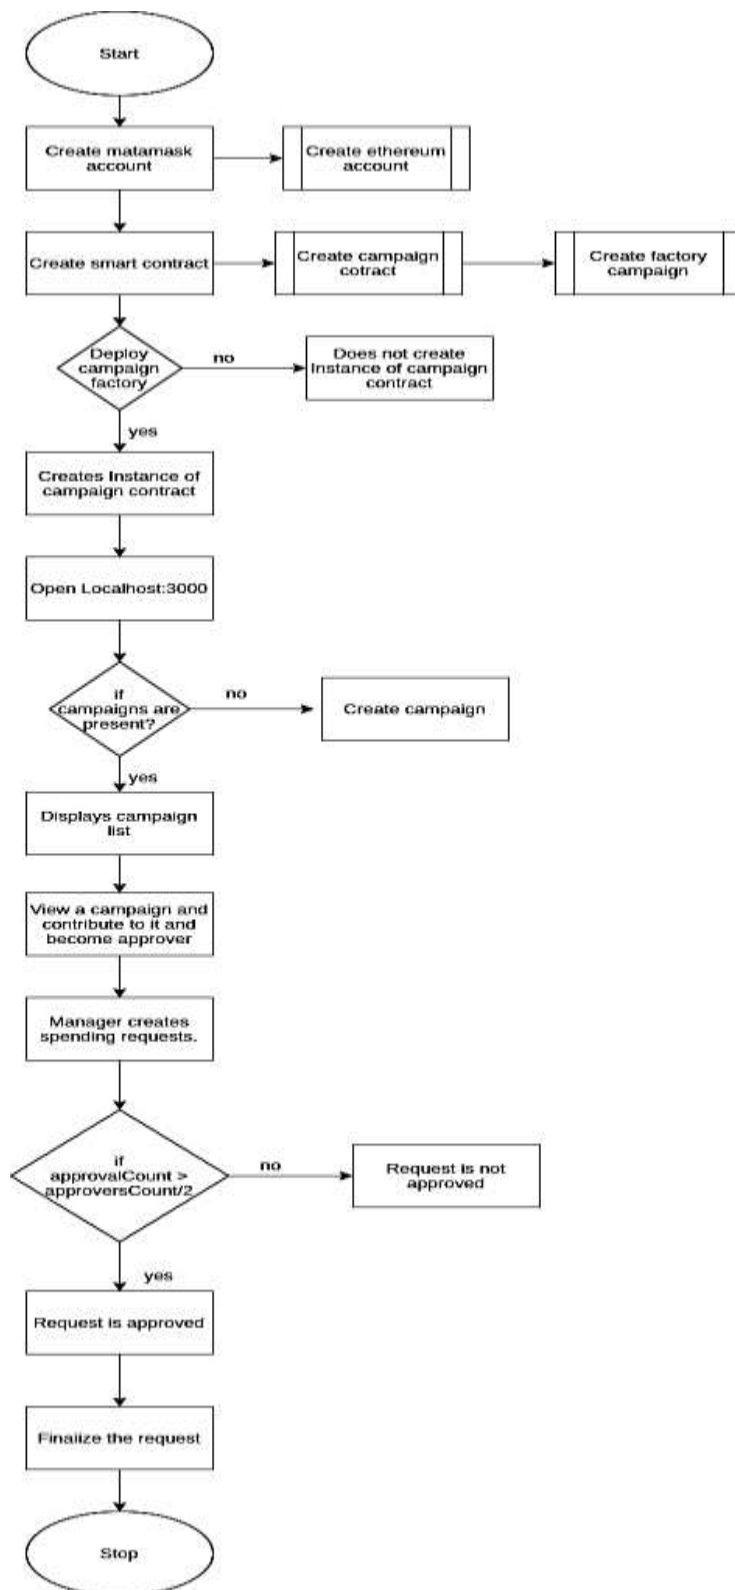 Start
Create matamask
account
Create ethereum
account
Create smart contract
Create campaign
cotract
Create factory
campaign
Deploy
campaign
factory
no
Does not create
Instance of campaign
contract
yes
Creates Instance of
campaign contract
Open Localhost:3000
if
campaigns are
present?
no
Create campaign
yes
Displays campaign
list
View a campaign and
contribute to it and
become approver
Manager creates
spending requests.
if
approvalCount >
approversCount/2
no
Request is not
approved
yes
Request is approved
Finalize the request
Stop